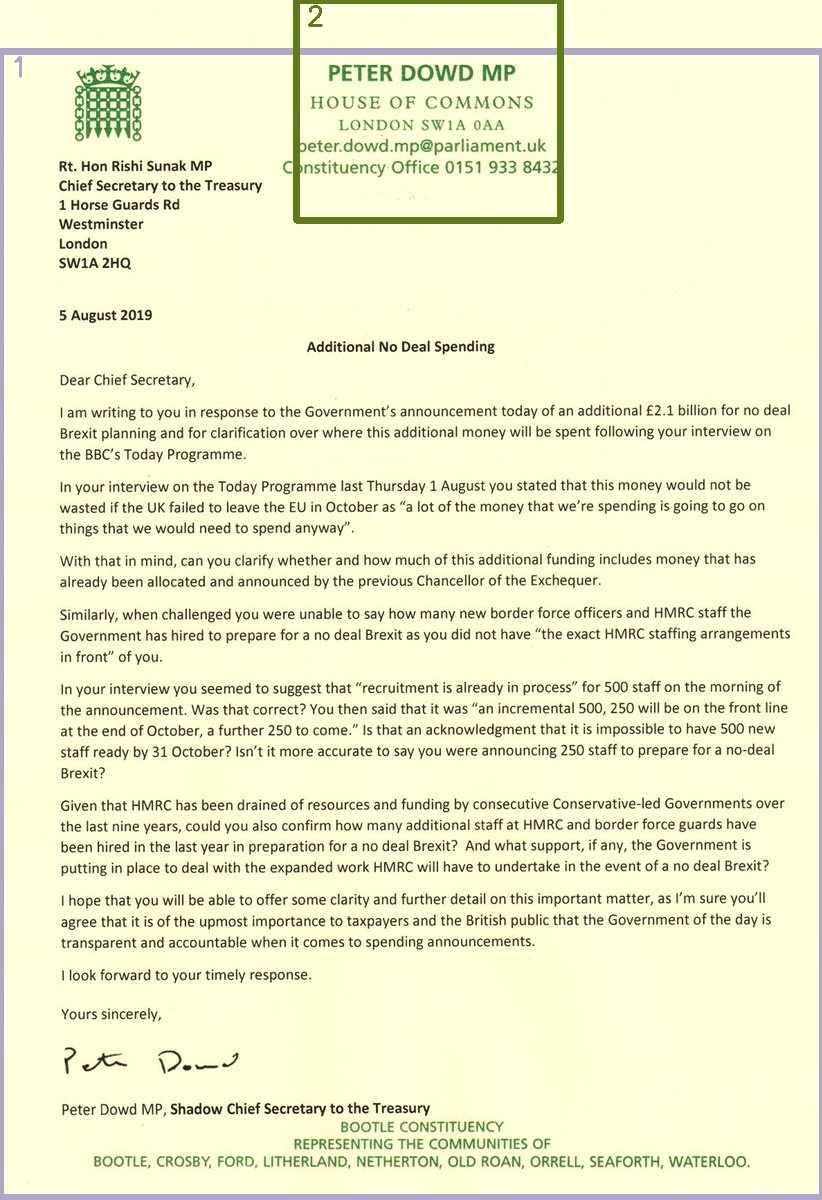 2
1
PETER DOWD MP
HOUSE OF COMMONS
LONDON SW1A 0AA
peter.dowd.mp@parliament.uk
Constituency Office 0151 933 8432
Rt. Hon Rishi Sunak MP
Chief Secretary to the Treasury
1 Horse Guards Rd
Westminster
London
SW1A 2HQ
5 August 2019
Additional No Deal Spending
Dear Chief Secretary,
I am writing to you in response to the Government's announcement today of an additional £2.1 billion for no deal
Brexit planning and for clarification over where this additional money will be spent following your interview on
the BBC's Today Programme.
In your interview on the Today Programme last Thursday 1 August you stated that this money would not be
wasted if the UK failed to leave the EU in October as “a lot of the money that we're spending is going to go on
things that we would need to spend anyway”.
With that in mind, can you clarify whether and how much of this additional funding includes money that has
already been allocated and announced by the previous Chancellor of the Exchequer.
Similarly, when challenged you were unable to say how many new border force officers and HMRC staff the
Government has hired to prepare for a no deal Brexit as you did not have “the exact HMRC staffing arrangements
in front” of you.
In your interview you seemed to suggest that “recruitment is already in process” for 500 staff on the morning of
the announcement. Was that correct? You then said that it was “an incremental 500, 250 will be on the front line
at the end of October, a further 250 to come.” Is that an acknowledgment that it is impossible to have 500 new
staff ready by 31 October? Isn't it more accurate to say you were announcing 250 staff to prepare for a no-deal
Brexit?
Given that HMRC has been drained of resources and funding by consecutive Conservative-led Governments over
the last nine years, could you also confirm how many additional staff at HMRC and border force guards have
been hired in the last year in preparation for a no deal Brexit?  And what support, if any, the Government is
putting in place to deal with the expanded work HMRC will have to undertake in the event of a no deal Brexit?
I hope that you will be able to offer some clarity and further detail on this important matter, as I'm sure you'll
agree that it is of the upmost importance to taxpayers and the British public that the Government of the day is
transparent and accountable when it comes to spending announcements.
I look forward to your timely response.
Yours sincerely,
Peter Dowd
Peter Dowd MP, Shadow Chief Secretary to the Treasury
BOOTLE CONSTITUENCY
REPRESENTING THE COMMUNITIES OF
BOOTLE, CROSBY, FORD, LITHERLAND, NETHERTON, OLD ROAN, ORRELL, SEAFORTH, WATERLOO.